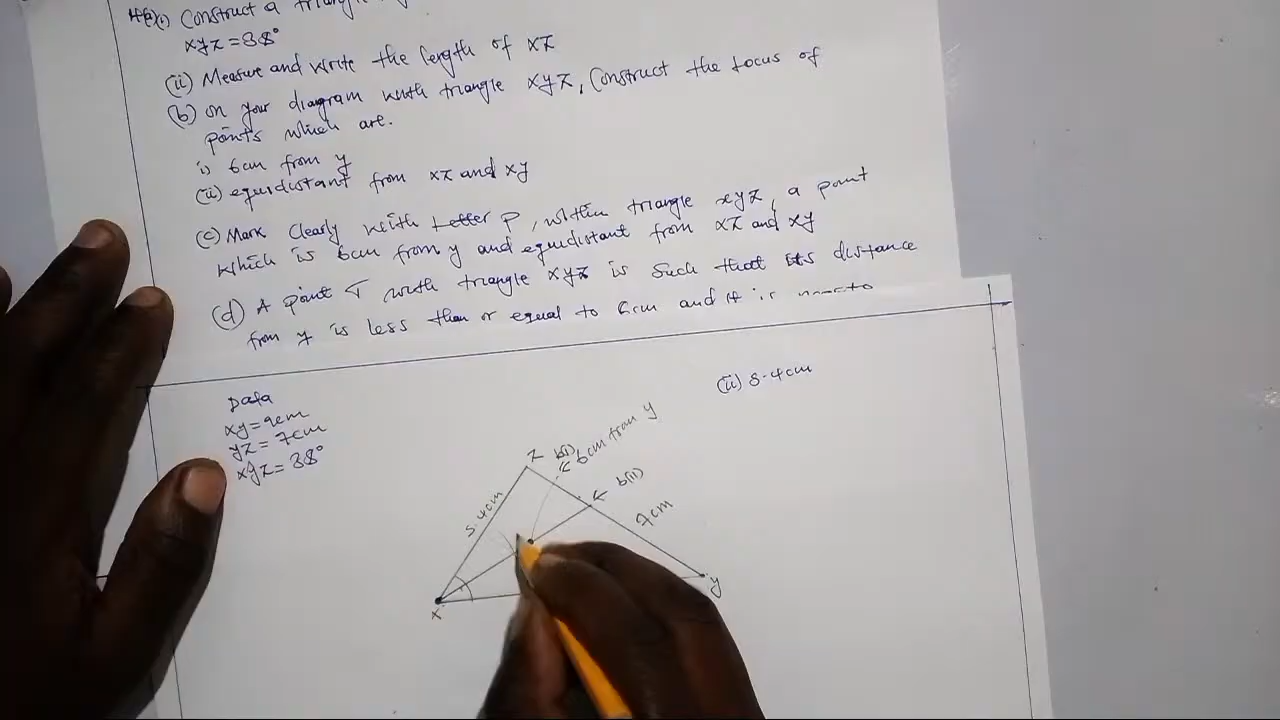 (i) Construct a triangle
xyz = 38°
(ii) Measure and write the length of xz
(b) on your diagram with triangle xyz, Construct the locus of
points which are.
i) 6cm from y
(ii) equidistant from xz and xy
(c) Mark clearly with Letter P, within triangle xyz, a point
which is 6cm from y and equidistant from xz and xy
(d) A point T with triangle xyz is such that its distance
from y is less than or equal to 6cm and it is
Data
xy = 9cm
yz = 7cm
xyz = 38°
(ii) 5.4cm
z b(i)
6cm from y
b(ii)
5.4cm
7cm
x
y